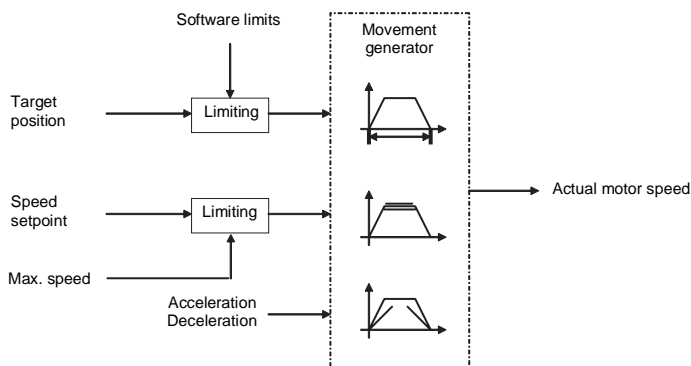 Software limits
Movement
generator
Target
position
Limiting
Speed
setpoint
Limiting
Actual motor speed
Max. speed
Acceleration
Deceleration